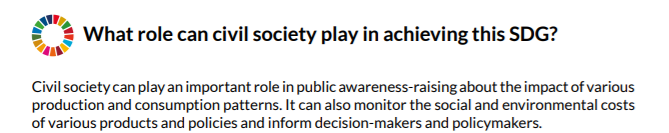 What role can civil society play in achieving this SDG?
Civil society can play an important role in public awareness-raising about the impact of various
production and consumption patterns. It can also monitor the social and environmental costs
of various products and policies and inform decision-makers and policymakers.